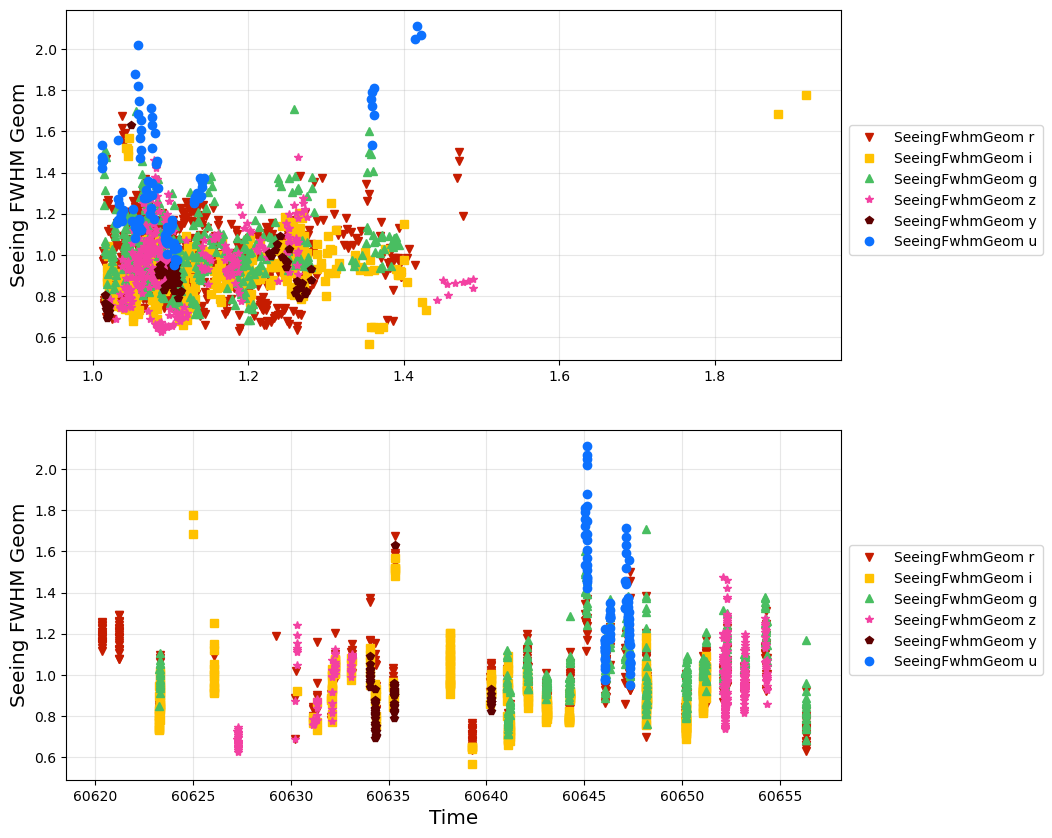 Seeing FWHM Geom
2.0
1.8
1.6
1.4
1.2
1.0
0.8
0.6
1.0 1.2 1.4 1.6 1.8
SeeingFwhmGeom r
SeeingFwhmGeom i
SeeingFwhmGeom g
SeeingFwhmGeom z
SeeingFwhmGeom y
SeeingFwhmGeom u
Seeing FWHM Geom
2.0
1.8
1.6
1.4
1.2
1.0
0.8
0.6
60620 60625 60630 60635 60640 60645 60650 60655
Time
SeeingFwhmGeom r
SeeingFwhmGeom i
SeeingFwhmGeom g
SeeingFwhmGeom z
SeeingFwhmGeom y
SeeingFwhmGeom u